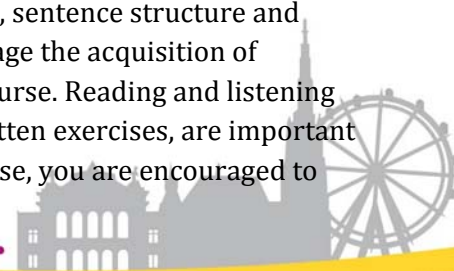 , sentence structure and
age the acquisition of
urse. Reading and listening
tten exercises, are important
se, you are encouraged to